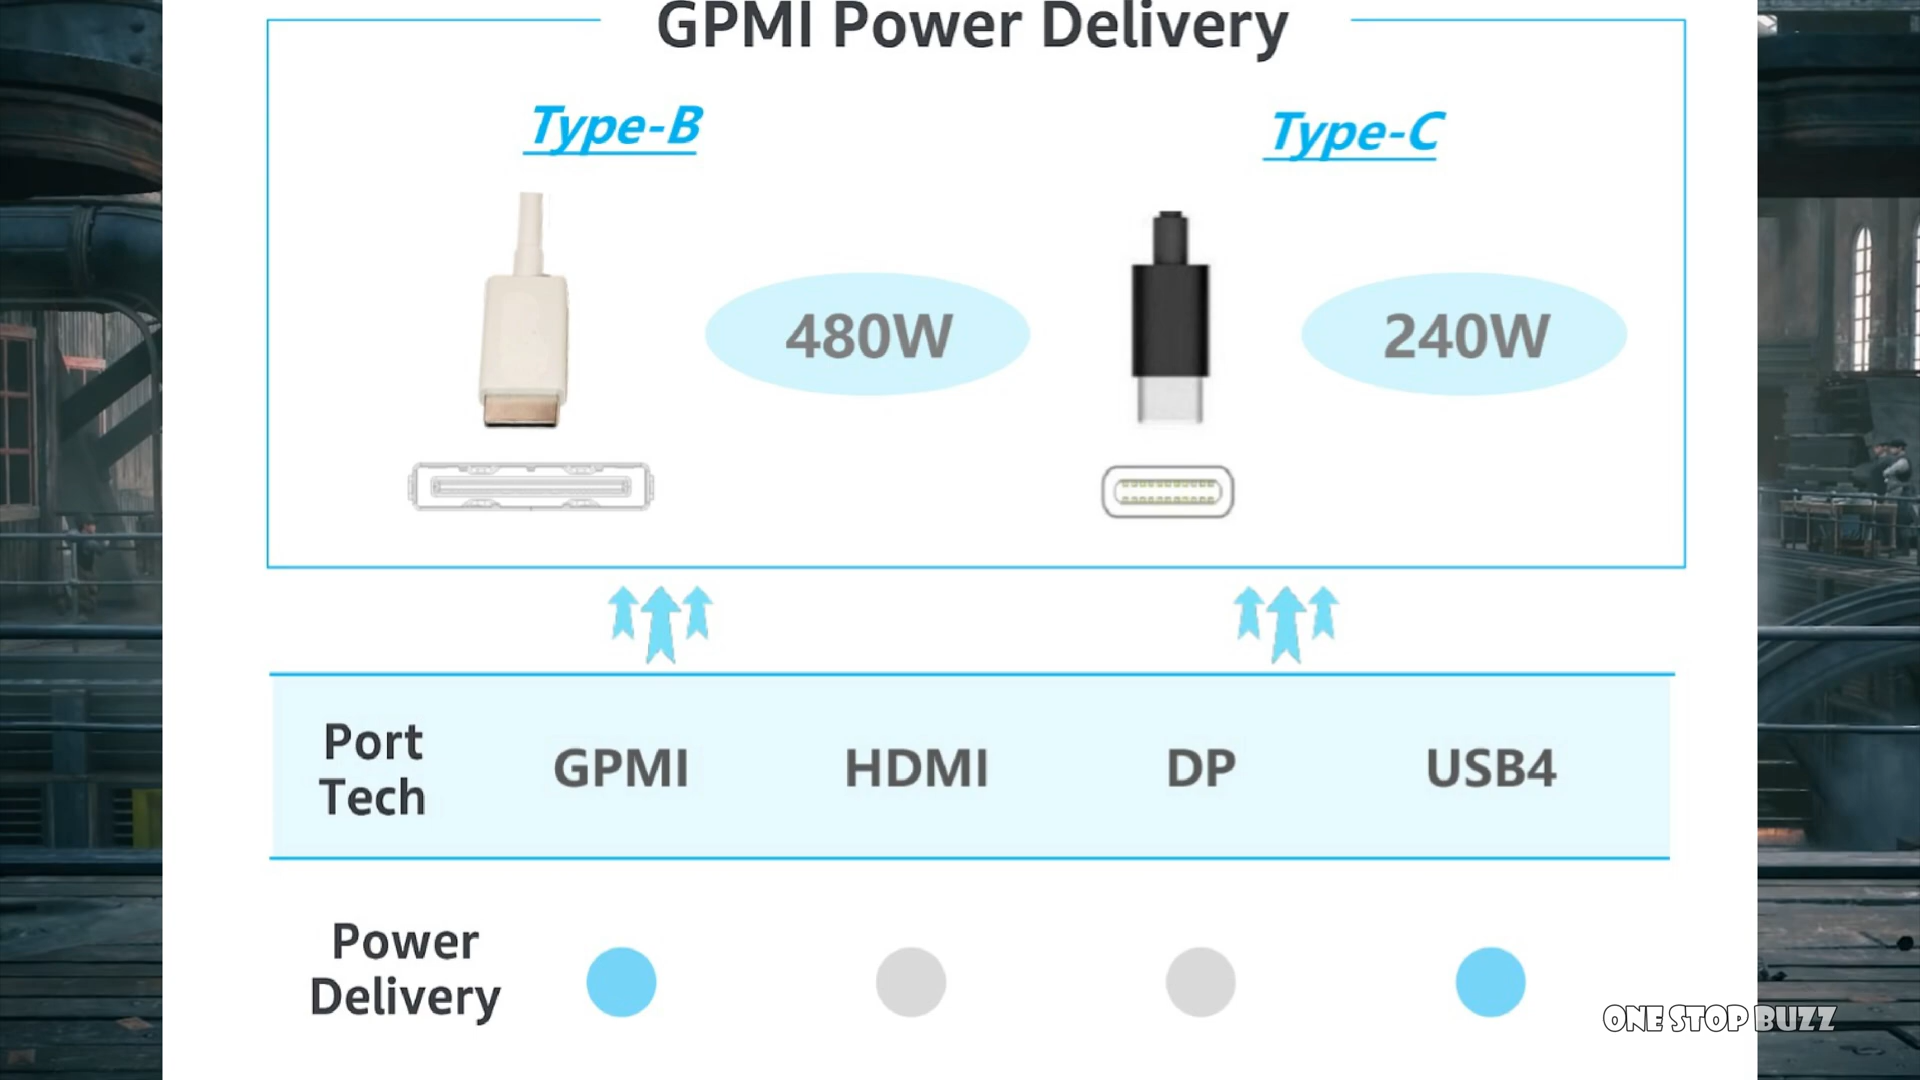 GPMI Power Delivery
Type-B
Type-C
480W
240W
Port
Tech
GPMI
HDMI
DP
USB4
Power
Delivery
ONE STOP BUZZ